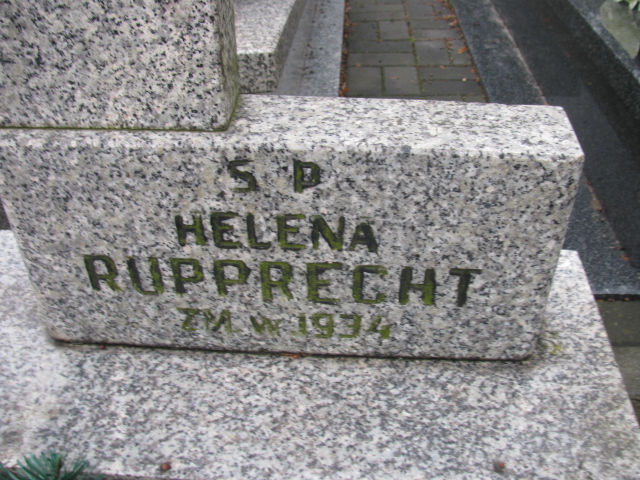 S P
HELENA
RUPPRECHT
ZM. W. 1934